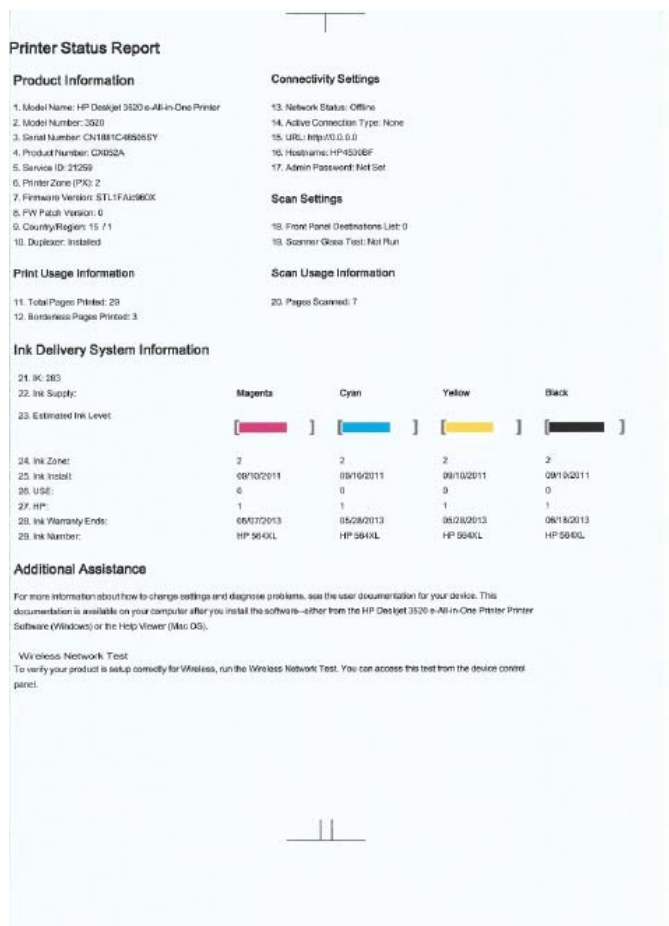 Printer Status Report
Product Information
1. Model Name: HP Deskjet 3520 e-All-in-One Printer
2. Model Number: 3520
3. Serial Number: CN1881C48505SY
4. Product Number: CX052A
5. Service ID: 21259
6. Printer Zone (PX): 2
7. Firmware Version: STL1FAic960X
8. FW Patch Version: 0
9. Country/Region: 15 / 1
10. Duplexer: Installed
Connectivity Settings
13. Network Status: Offline
14. Active Connection Type: None
15. URL: http://0.0.0.0
16. Hostname: HP4530BF
17. Admin Password: Not Set
Scan Settings
18. Front Panel Destinations List: 0
19. Scanner Glass Test: Not Run
Print Usage Information
11. Total Pages Printed: 29
12. Borderless Pages Printed: 3
Scan Usage Information
20. Pages Scanned: 7
Ink Delivery System Information
21. IK: 283
22. Ink Supply: Magenta Cyan Yellow Black
23. Estimated Ink Level:
24. Ink Zone: 2 2 2 2
25. Ink Install: 09/10/2011 09/10/2011 09/10/2011
26. USE: 0 0 0
27. HP: 1 1 1 1
28. Ink Warranty Ends: 05/28/2013 05/28/2013 06/18/2013
29. Ink Number: HP 564XL HP 564XL HP 564XL HP 564XL
Additional Assistance
For more information about how to change settings and diagnose problems, see the user documentation for your device. This
documentation is available on your computer after you install the software--either from the HP Deskjet 3520 e-All-in-One Printer Printer
Software (Windows) or the Help Viewer (Mac OS).
Wireless Network Test
To verify your product is setup correctly for Wireless, run the Wireless Network Test. You can access this test from the device control
panel.